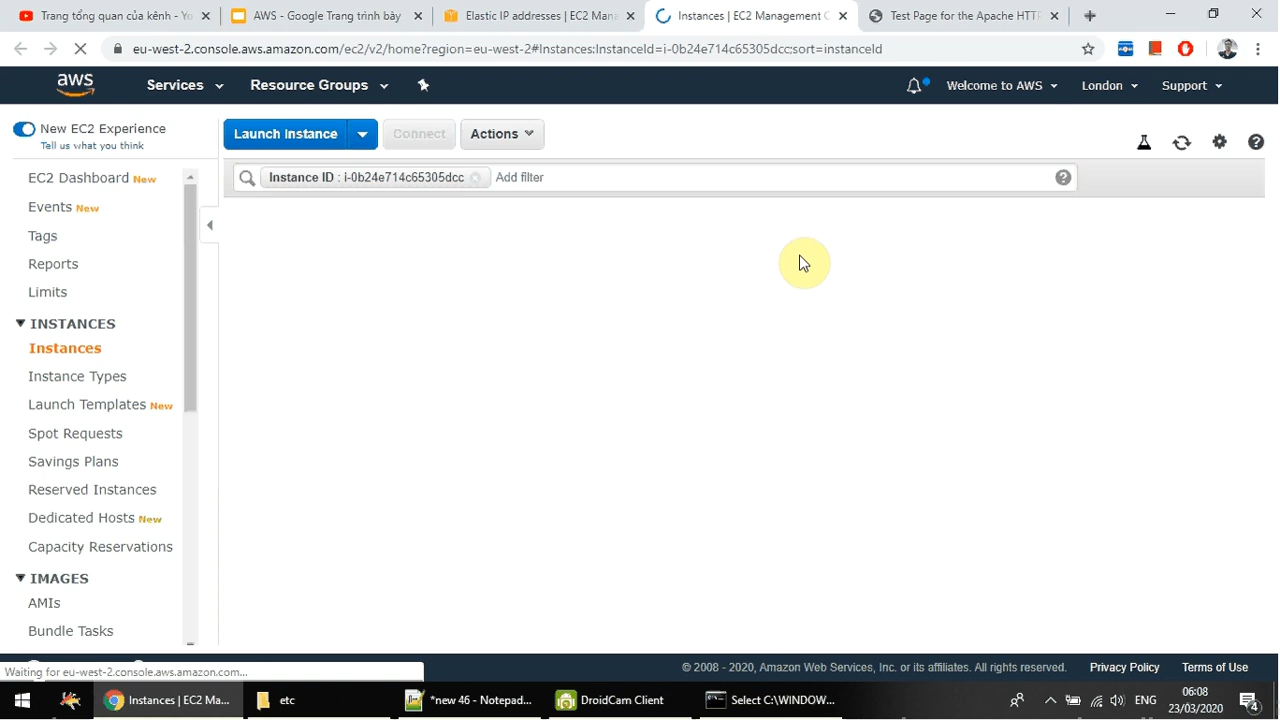 Trang tổng quan của kênh - Yo
AWS - Google Trang trình bày
Elastic IP addresses | EC2 Mana
Instances | EC2 Management C
Test Page for the Apache HTTP
eu-west-2.console.aws.amazon.com/ec2/v2/home?region=eu-west-2#Instances:InstanceId=i-0b24e714c65305dcc;sort=instanceId
aws
Services
Resource Groups
Welcome to AWS
London
Support
New EC2 Experience
Tell us what you think
Launch Instance
Connect
Actions
Instance ID : i-0b24e714c65305dcc
Add filter
EC2 Dashboard New
Events New
Tags
Reports
Limits
INSTANCES
Instances
Instance Types
Launch Templates New
Spot Requests
Savings Plans
Reserved Instances
Dedicated Hosts New
Capacity Reservations
IMAGES
AMIs
Bundle Tasks
Waiting for eu-west-2.console.aws.amazon.com...
© 2008 - 2020, Amazon Web Services, Inc. or its affiliates. All rights reserved.
Privacy Policy
Terms of Use
Instances | EC2 Ma...
etc
*new 46 - Notepad...
DroidCam Client
Select C:\WINDOW...
ENG
06:08
23/03/2020
4